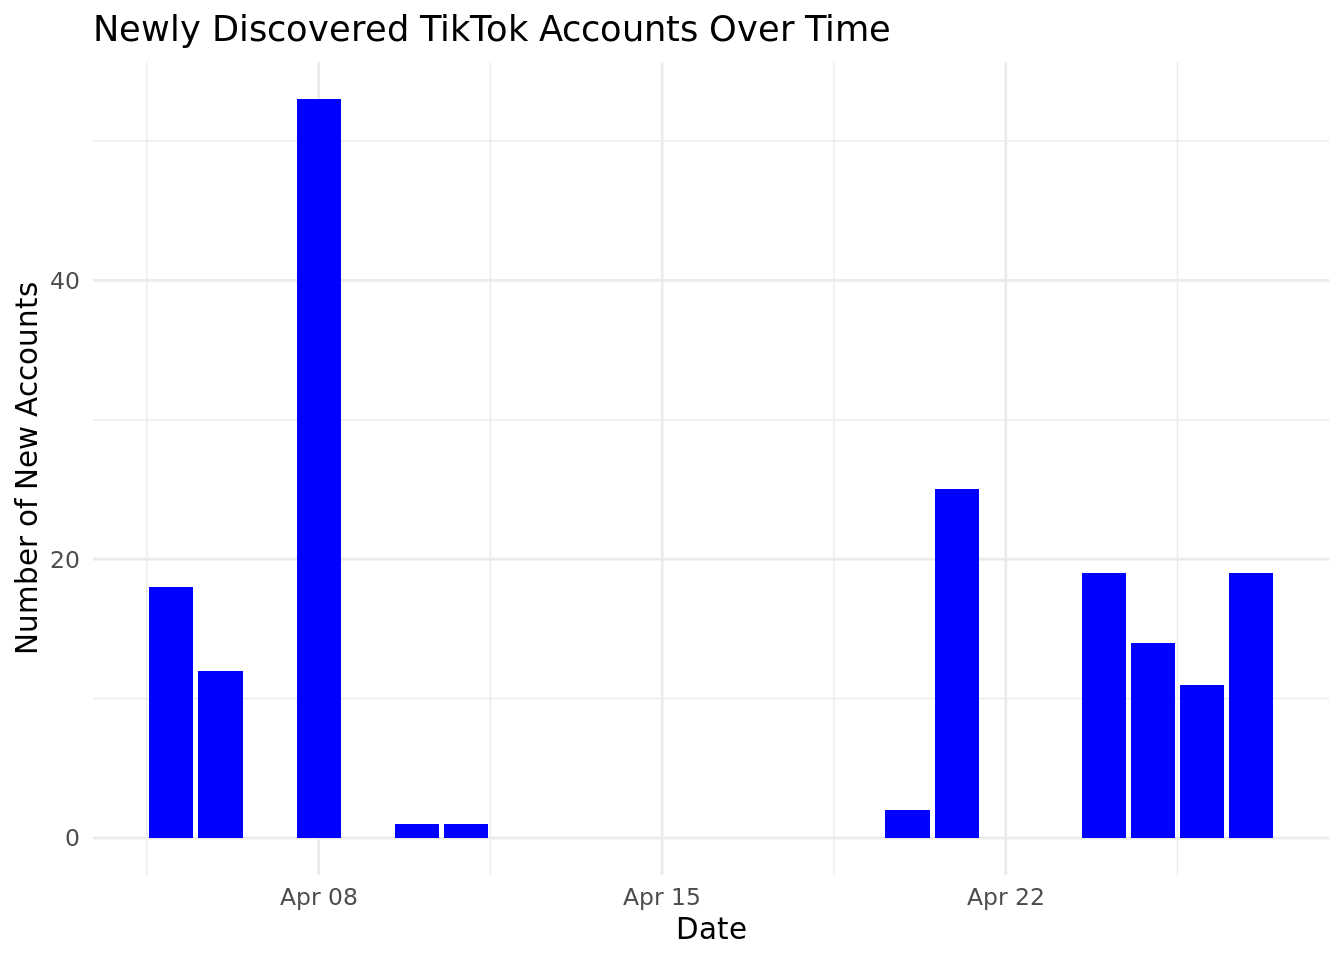 Newly Discovered TikTok Accounts Over Time
Number of New Accounts
40
20
0
Apr 08
Apr 15
Apr 22
Date